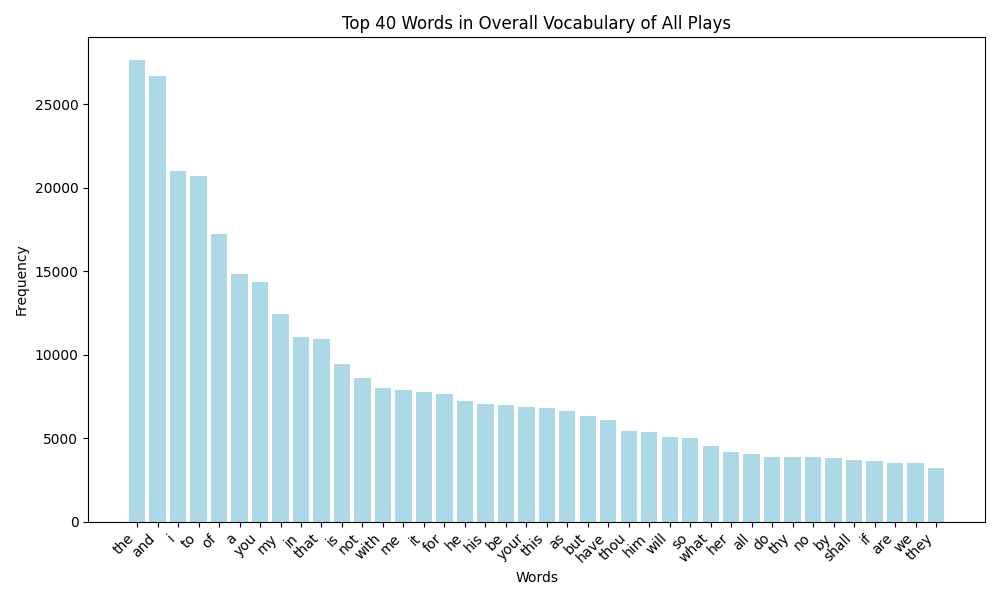 Top 40 Words in Overall Vocabulary of All Plays
Frequency
25000
20000
15000
10000
5000
0
the and i to of a you my in that is not with me it for he his be your this as but have thou him will so what her all do thy no by shall if are we they
Words